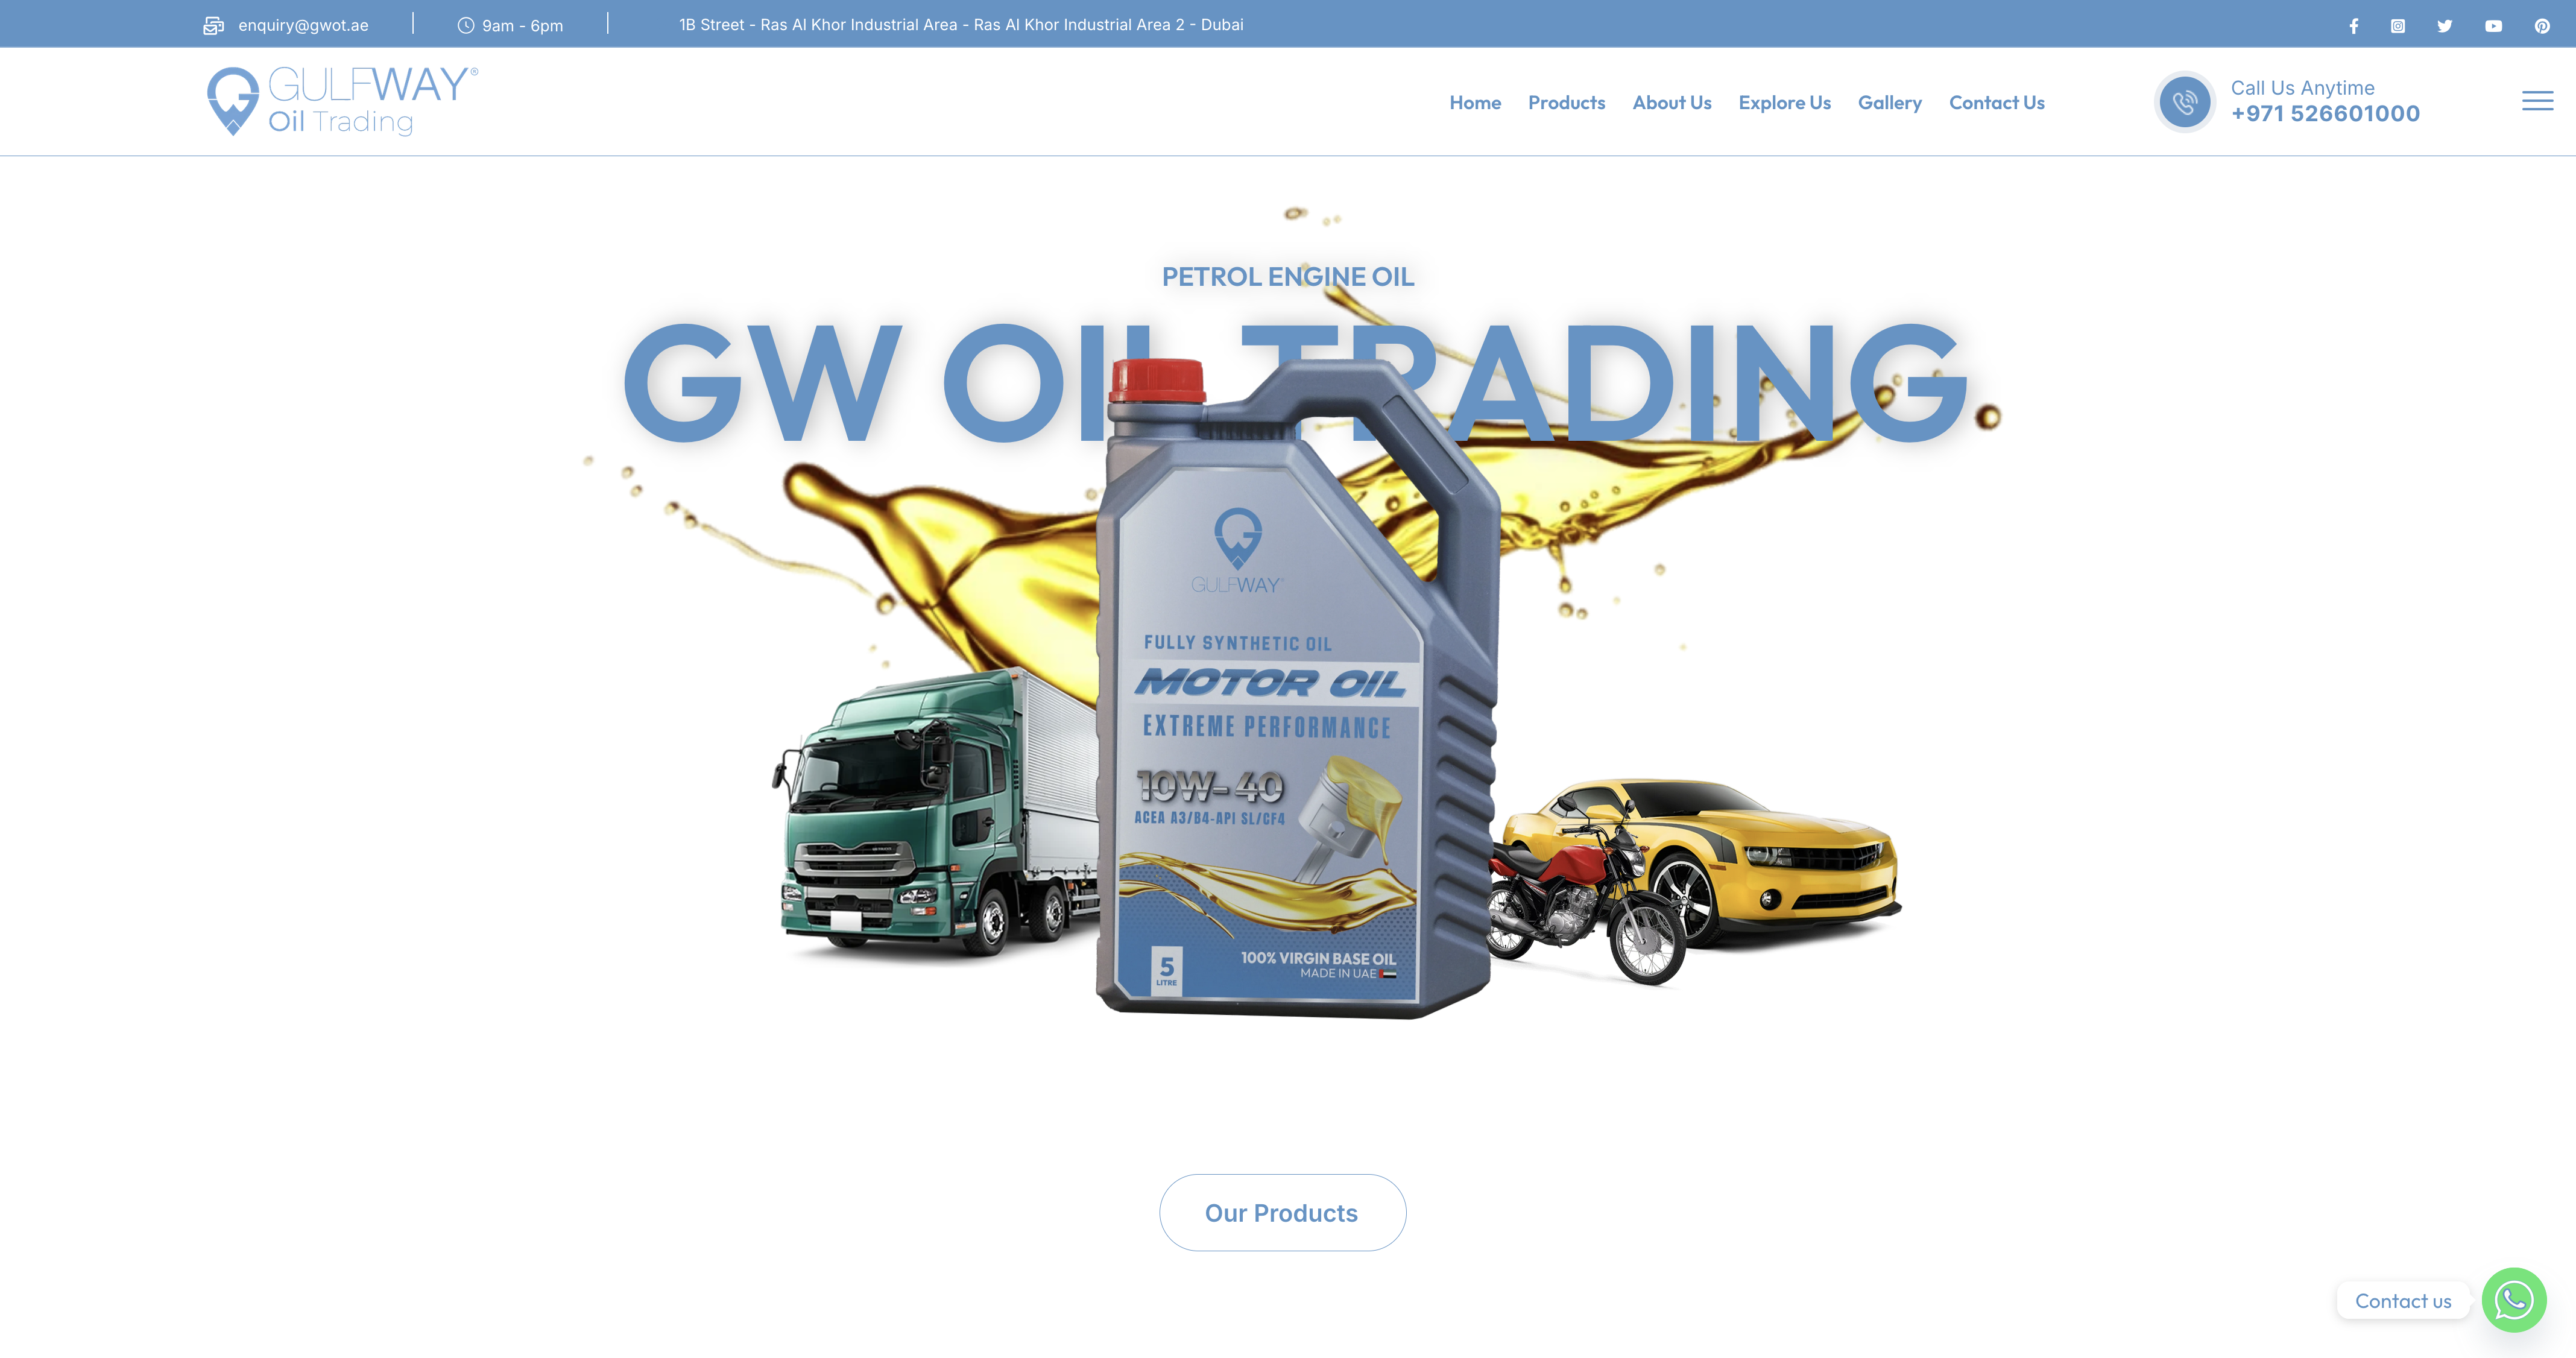 enquiry@gwot.ae
9am - 6pm
1B Street - Ras Al Khor Industrial Area - Ras Al Khor Industrial Area 2 - Dubai
GULFWAY®
Oil Trading
Home
Products
About Us
Explore Us
Gallery
Contact Us
Call Us Anytime
+971 526601000
PETROL ENGINE OIL
GW OIL TRADING
GULFWAY
FULLY SYNTHETIC OIL
MOTOR OIL
EXTREME PERFORMANCE
10W-40
ACEA A3/B4-API SL/CF4
5
LITRE
100% VIRGIN BASE OIL
MADE IN UAE
Our Products
Contact us